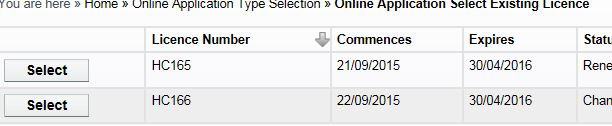 You are here » Home » Online Application Type Selection » Online Application Select Existing Licence
Licence Number Commences Expires Statu
Select HC165 21/09/2015 30/04/2016 Rene
Select HC166 22/09/2015 30/04/2016 Chan